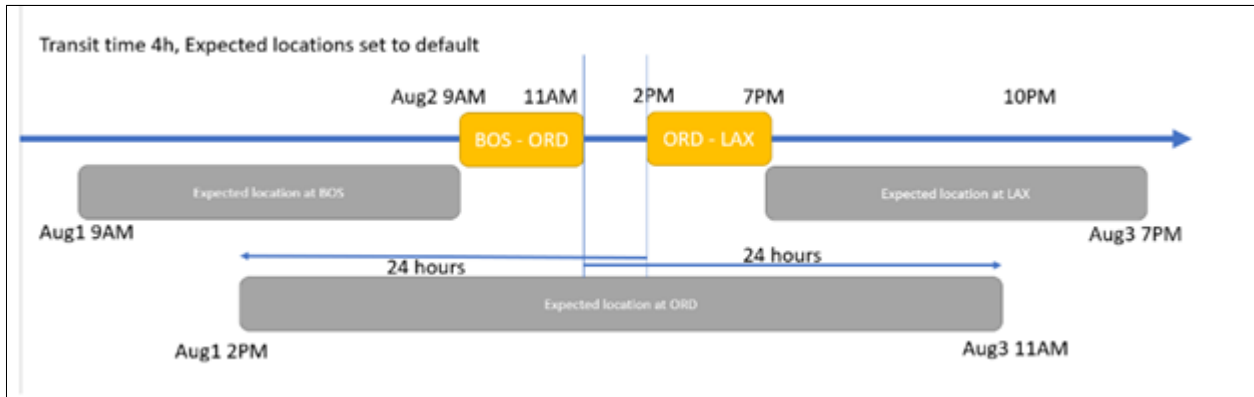 Transit time 4h, Expected locations set to default
Aug2 9AM 11AM 2PM 7PM 10PM
BOS - ORD ORD - LAX
Expected location at BOS Expected location at LAX
Aug1 9AM Aug3 7PM
24 hours 24 hours
Expected location at ORD
Aug1 2PM Aug3 11AM